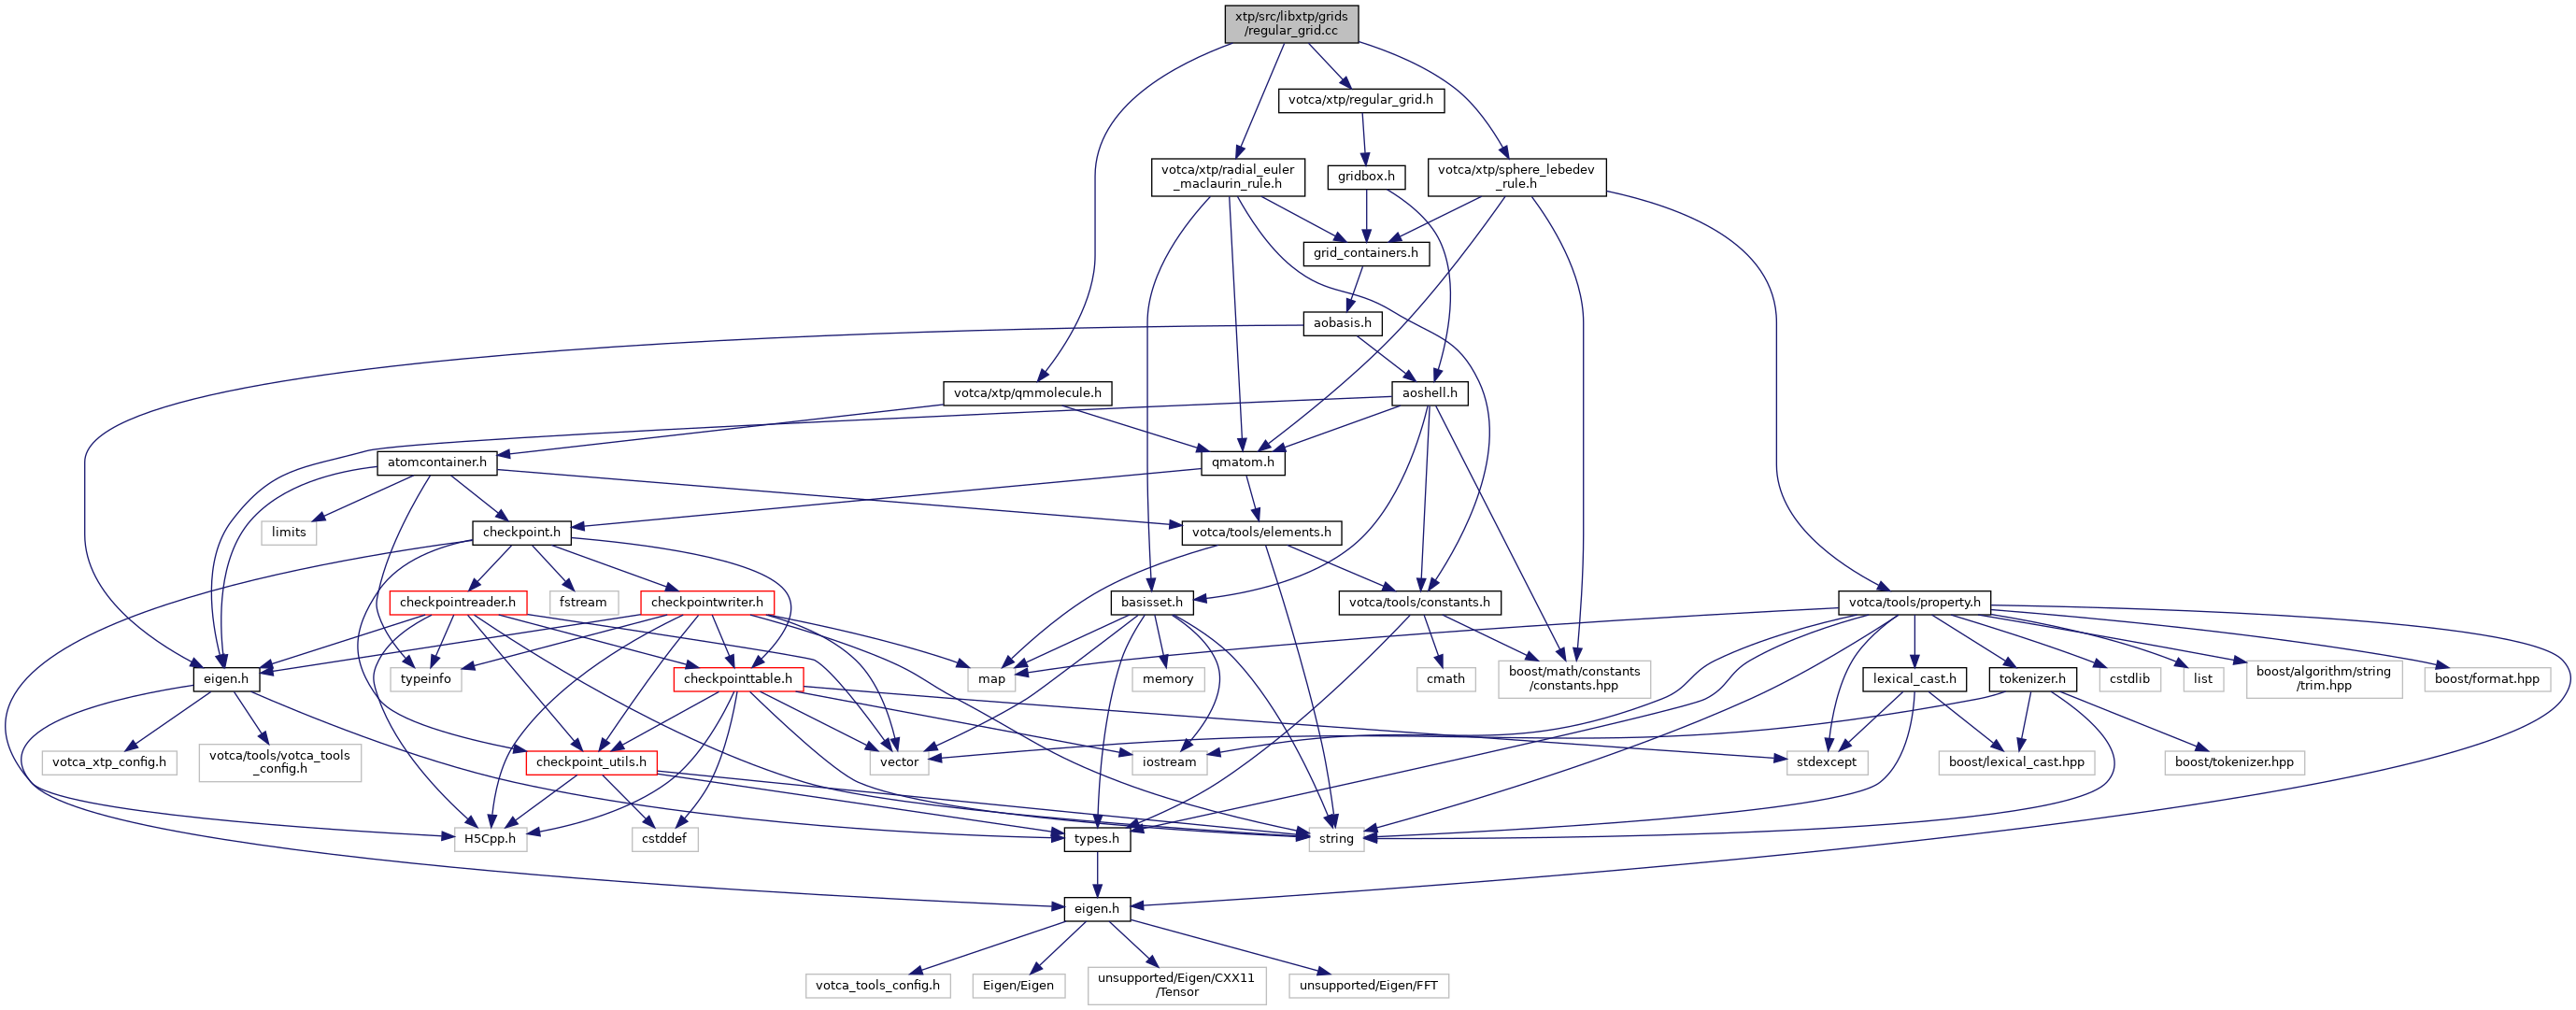 xtp/src/libxtp/grids
/regular_grid.cc
votca/xtp/regular_grid.h
votca/xtp/radial_euler
_maclaurin_rule.h
gridbox.h
votca/xtp/sphere_lebedev
_rule.h
grid_containers.h
aobasis.h
votca/xtp/qmmolecule.h
aoshell.h
atomcontainer.h
qmatom.h
limits
checkpoint.h
votca/tools/elements.h
checkpointreader.h
fstream
checkpointwriter.h
basisset.h
votca/tools/constants.h
votca/tools/property.h
eigen.h
typeinfo
checkpointtable.h
map
memory
cmath
boost/math/constants
/constants.hpp
lexical_cast.h
tokenizer.h
cstdlib
list
boost/algorithm/string
/trim.hpp
boost/format.hpp
votca_xtp_config.h
votca/tools/votca_tools
_config.h
checkpoint_utils.h
vector
iostream
stdexcept
boost/lexical_cast.hpp
boost/tokenizer.hpp
H5Cpp.h
cstddef
types.h
string
eigen.h
votca_tools_config.h
Eigen/Eigen
unsupported/Eigen/CXX11
/Tensor
unsupported/Eigen/FFT